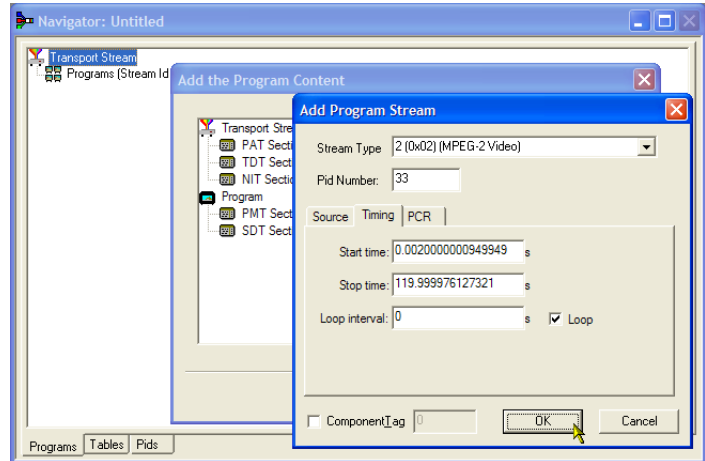 Navigator: Untitled
Transport Stream
Programs (Stream Id
Add the Program Content
Transport Stre
PAT Secti
TDT Sect
NIT Sectio
Program
PMT Sect
SDT Sect
Add Program Stream
Stream Type 2 (0x02) (MPEG-2 Video)
Pid Number: 33
Source Timing PCR
Start time: 0.0020000000949949 s
Stop time: 119.999976127321 s
Loop interval: 0 s Loop
ComponentTag 0 OK Cancel
Programs Tables Pids